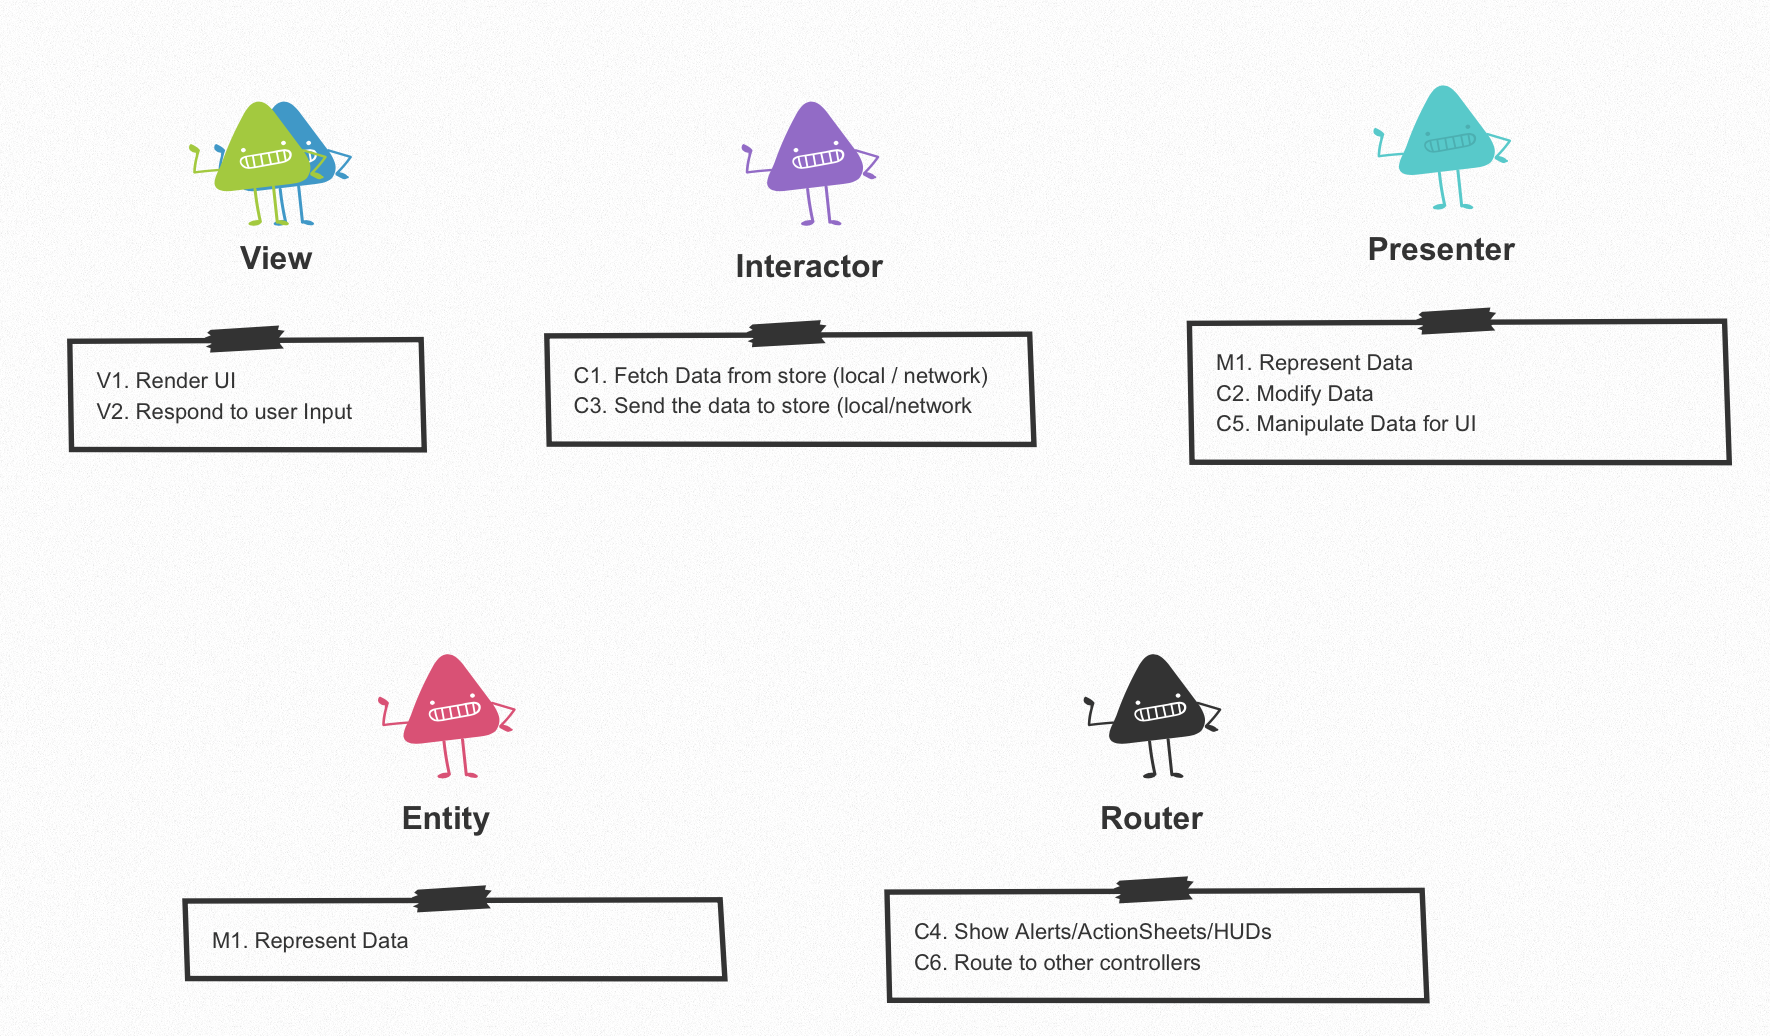 View
V1. Render UI
V2. Respond to user Input
Interactor
C1. Fetch Data from store (local / network)
C3. Send the data to store (local/network
Presenter
M1. Represent Data
C2. Modify Data
C5. Manipulate Data for UI
Entity
M1. Represent Data
Router
C4. Show Alerts/ActionSheets/HUDs
C6. Route to other controllers